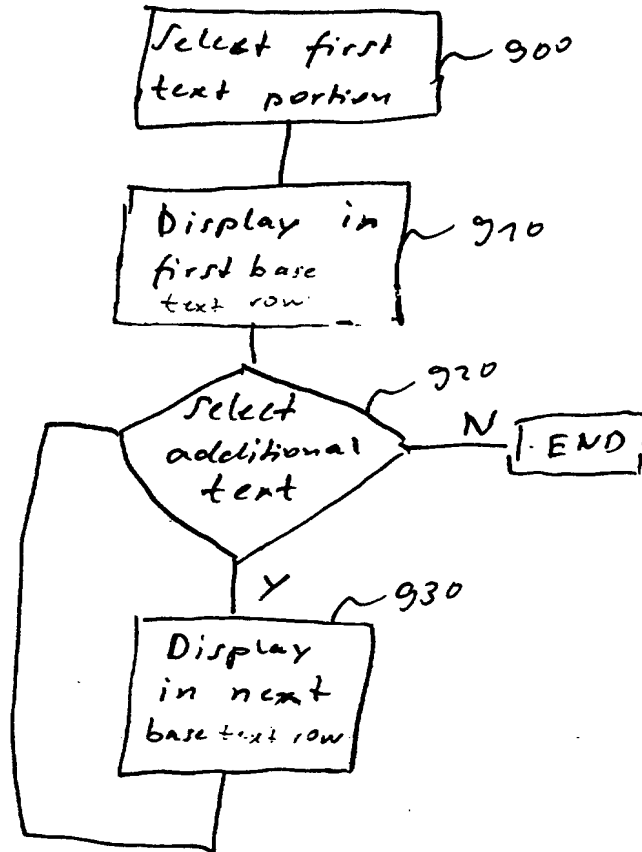 Select first
text portion
900
Display in
first base
text row
910
920
Select
additional
text
N
END
Y
930
Display
in next
base text row